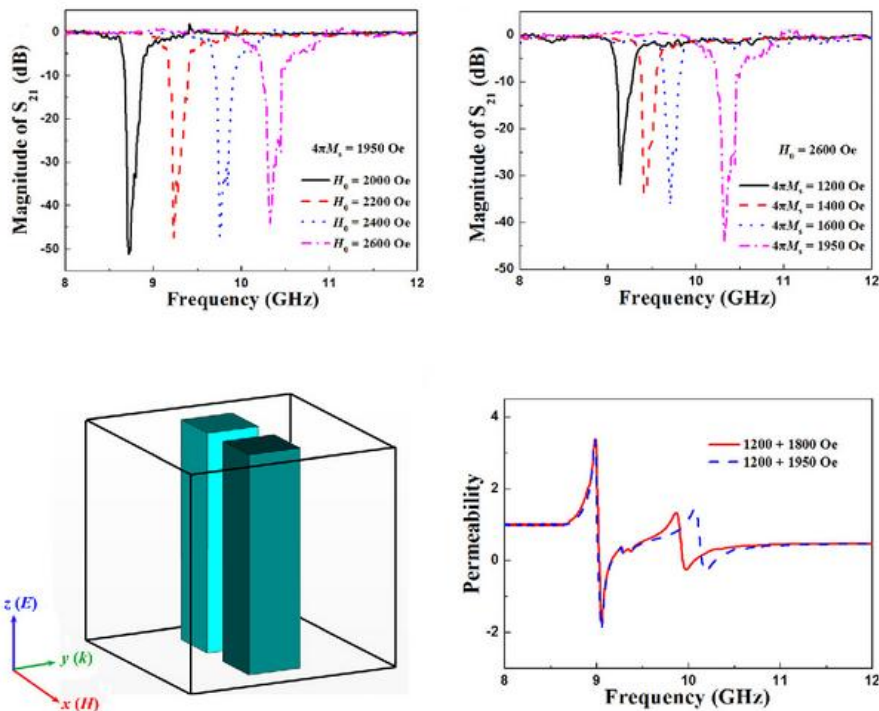 Magnitude of S₂₁ (dB)
0
-10
-20
-30
-40
-50
4πMₛ = 1950 Oe
H₀ = 2000 Oe
H₀ = 2200 Oe
H₀ = 2400 Oe
H₀ = 2600 Oe
8 9 10 11 12
Frequency (GHz)
Magnitude of S₂₁ (dB)
10
0
-10
-20
-30
-40
-50
H₀ = 2600 Oe
4πMₛ = 1200 Oe
4πMₛ = 1400 Oe
4πMₛ = 1600 Oe
4πMₛ = 1950 Oe
8 9 10 11 12
Frequency (GHz)
z (E)
y (k)
x (H)
Permeability
4
2
0
-2
1200 + 1800 Oe
1200 + 1950 Oe
8 9 10 11 12
Frequency (GHz)